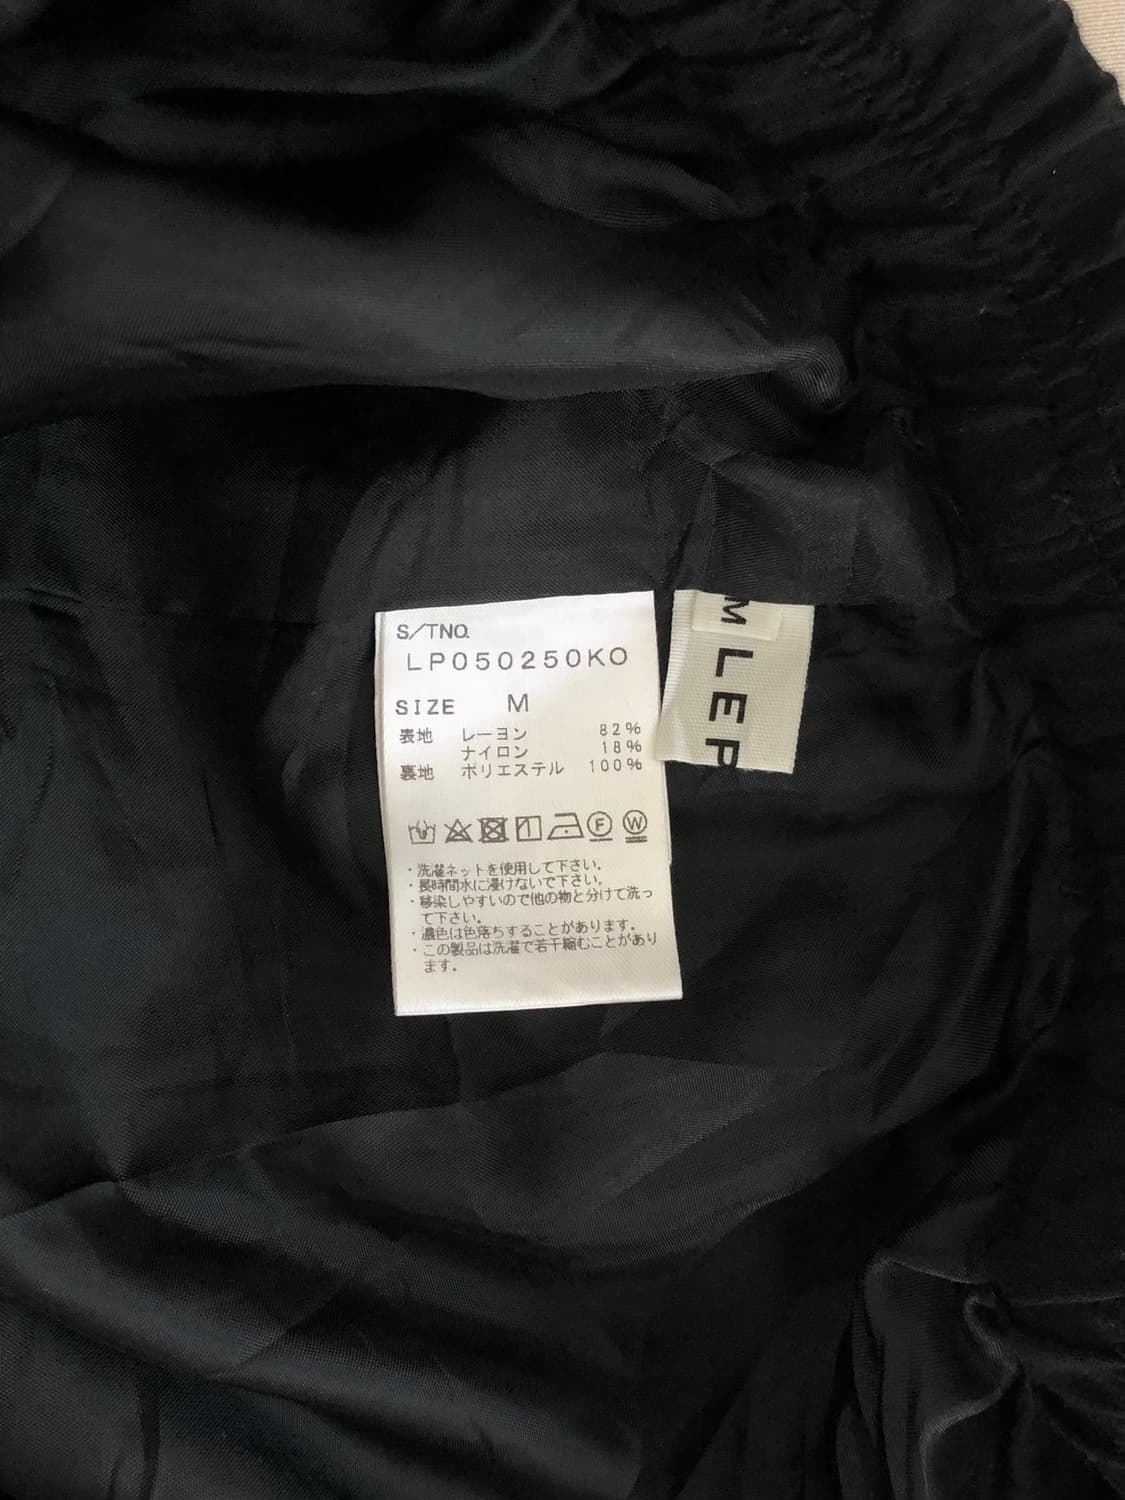 S/TNO.
LP050250KO
SIZE M
表地 レーヨン 82%
ナイロン 18%
裏地 ポリエステル 100%
F W
・洗濯ネットを使用して下さい。
・長時間水に浸けないで下さい。
・移染しやすいので他の物と分けて洗っ
て下さい。
・濃色は色落ちすることがあります。
・この製品は洗濯で若干縮むことがあり
ます。
M
LEP